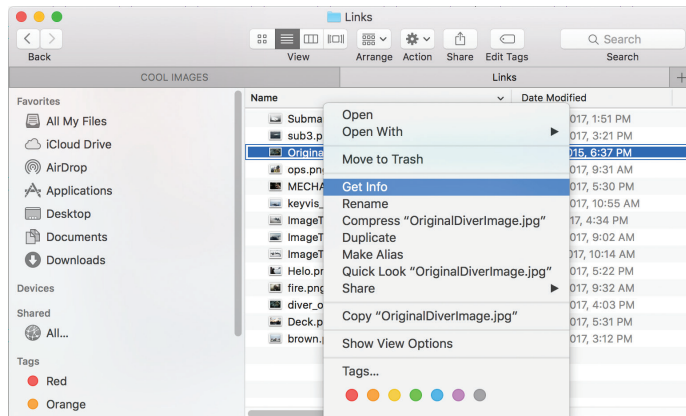 Links
Back
View
Arrange
Action
Share
Edit Tags
Search
Search
COOL IMAGES
Links
Favorites
All My Files
iCloud Drive
AirDrop
Applications
Desktop
Documents
Downloads
Devices
Shared
All...
Tags
Red
Orange
Name
Date Modified
Subma 017, 1:51 PM
sub3.p 017, 3:21 PM
Origina 015, 6:37 PM
ops.pn 017, 9:31 AM
MECHA 017, 5:30 PM
keyvis_ 017, 10:55 AM
ImageT 17, 4:34 PM
ImageT 017, 9:02 AM
ImageT 017, 10:14 AM
Helo.pr 017, 5:22 PM
fire.png 017, 9:32 AM
diver_o 017, 4:03 PM
Deck.p 017, 5:31 PM
brown.p 017, 3:12 PM
Open
Open With
Move to Trash
Get Info
Rename
Compress “OriginalDiverImage.jpg”
Duplicate
Make Alias
Quick Look “OriginalDiverImage.jpg”
Share
Copy “OriginalDiverImage.jpg”
Show View Options
Tags...